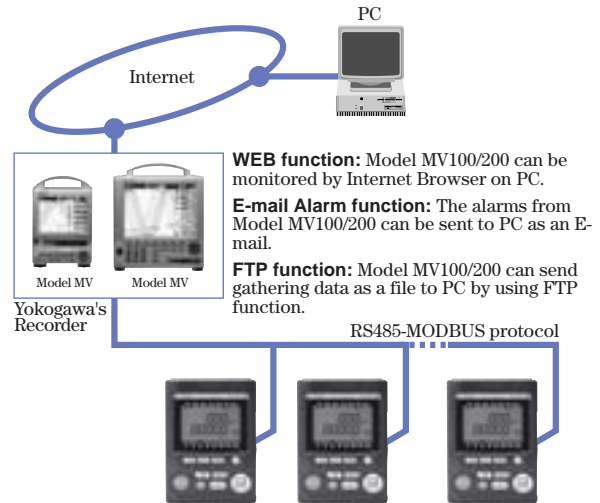 PC
Internet
WEB function: Model MV100/200 can be
monitored by Internet Browser on PC.
E-mail Alarm function: The alarms from
Model MV100/200 can be sent to PC as an E-
mail.
FTP function: Model MV100/200 can send
gathering data as a file to PC by using FTP
function.
Model MV
Model MV
Yokogawa's
Recorder
RS485-MODBUS protocol